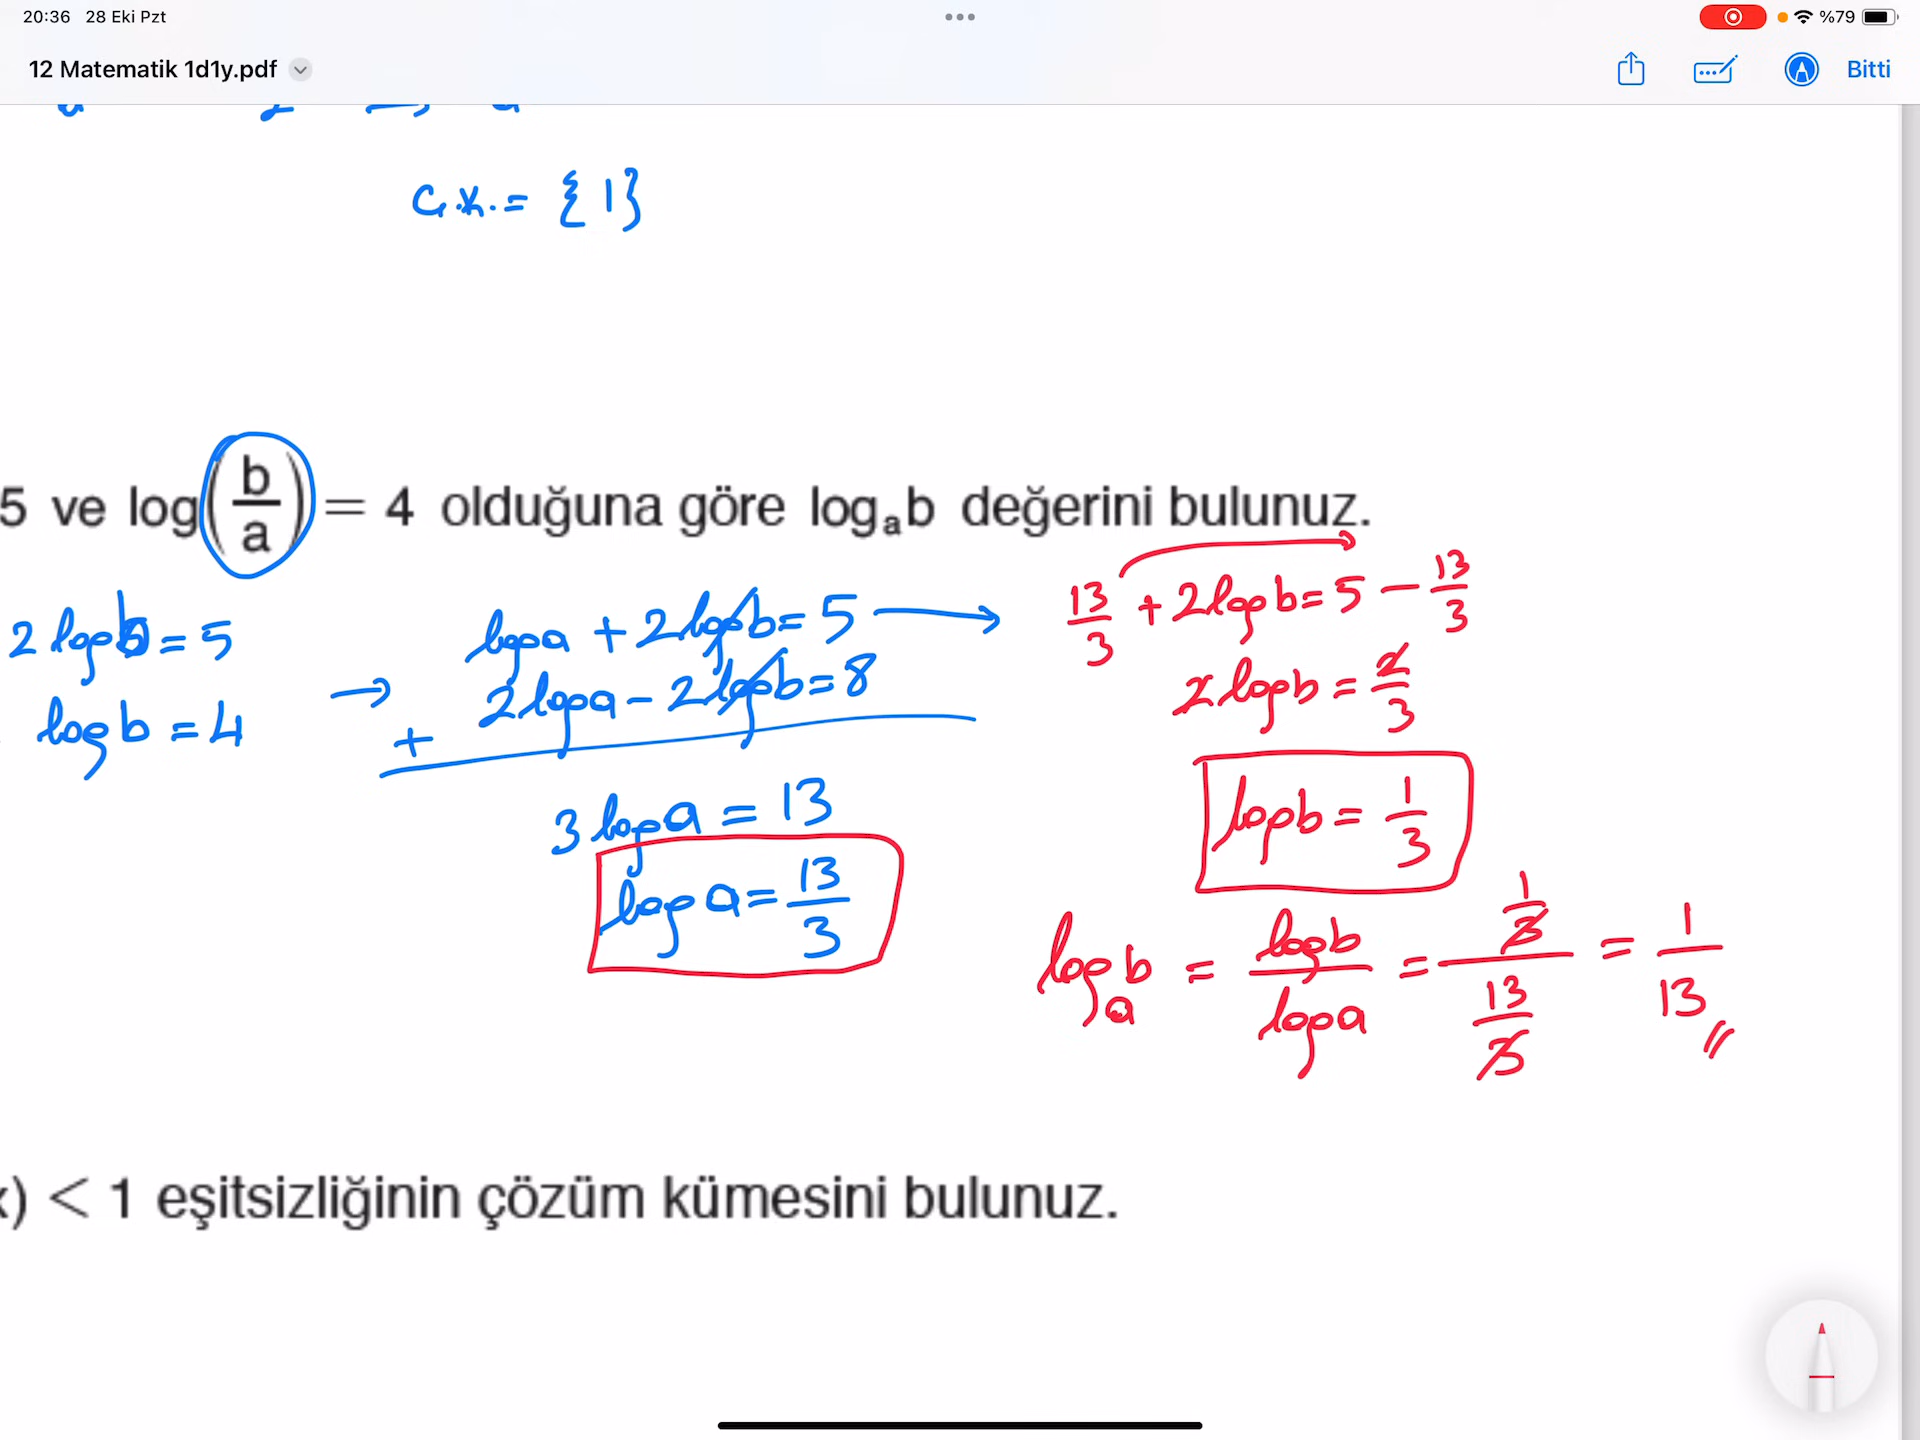 20:36 28 Eki Pzt
%79
12 Matematik 1d1y.pdf
Bitti
Ç.K. = {1}
5 ve log(b/a) = 4 olduğuna göre logₐb değerini bulunuz.
2 log b = 5
log b = 4
→
log a + 2 log b = 5 →
2 log a - 2 log b = 8
+
3 log a = 13
log a = 13/3
13/3 + 2 log b = 5 - 13/3
2 log b = 2/3
log b = 1/3
logₐb = log b/log a = (1/3)/(13/3) = 1/13 //
x) < 1 eşitsizliğinin çözüm kümesini bulunuz.